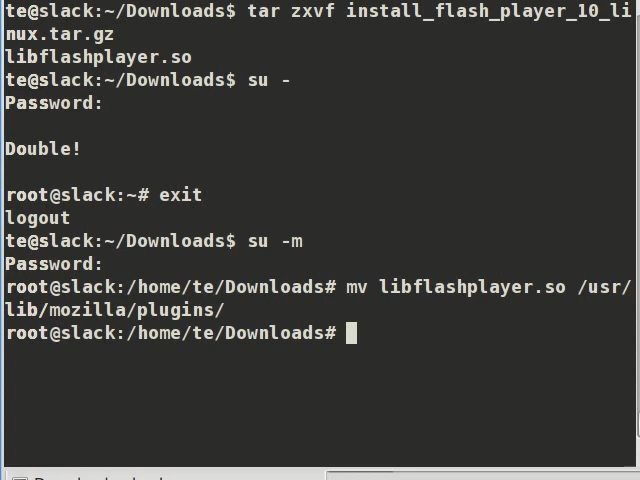 te@slack:~/Downloads$ tar zxvf install_flash_player_10_li
nux.tar.gz
libflashplayer.so
te@slack:~/Downloads$ su -
Password:
Double!
root@slack:~# exit
logout
te@slack:~/Downloads$ su -m
Password:
root@slack:/home/te/Downloads# mv libflashplayer.so /usr/
lib/mozilla/plugins/
root@slack:/home/te/Downloads#